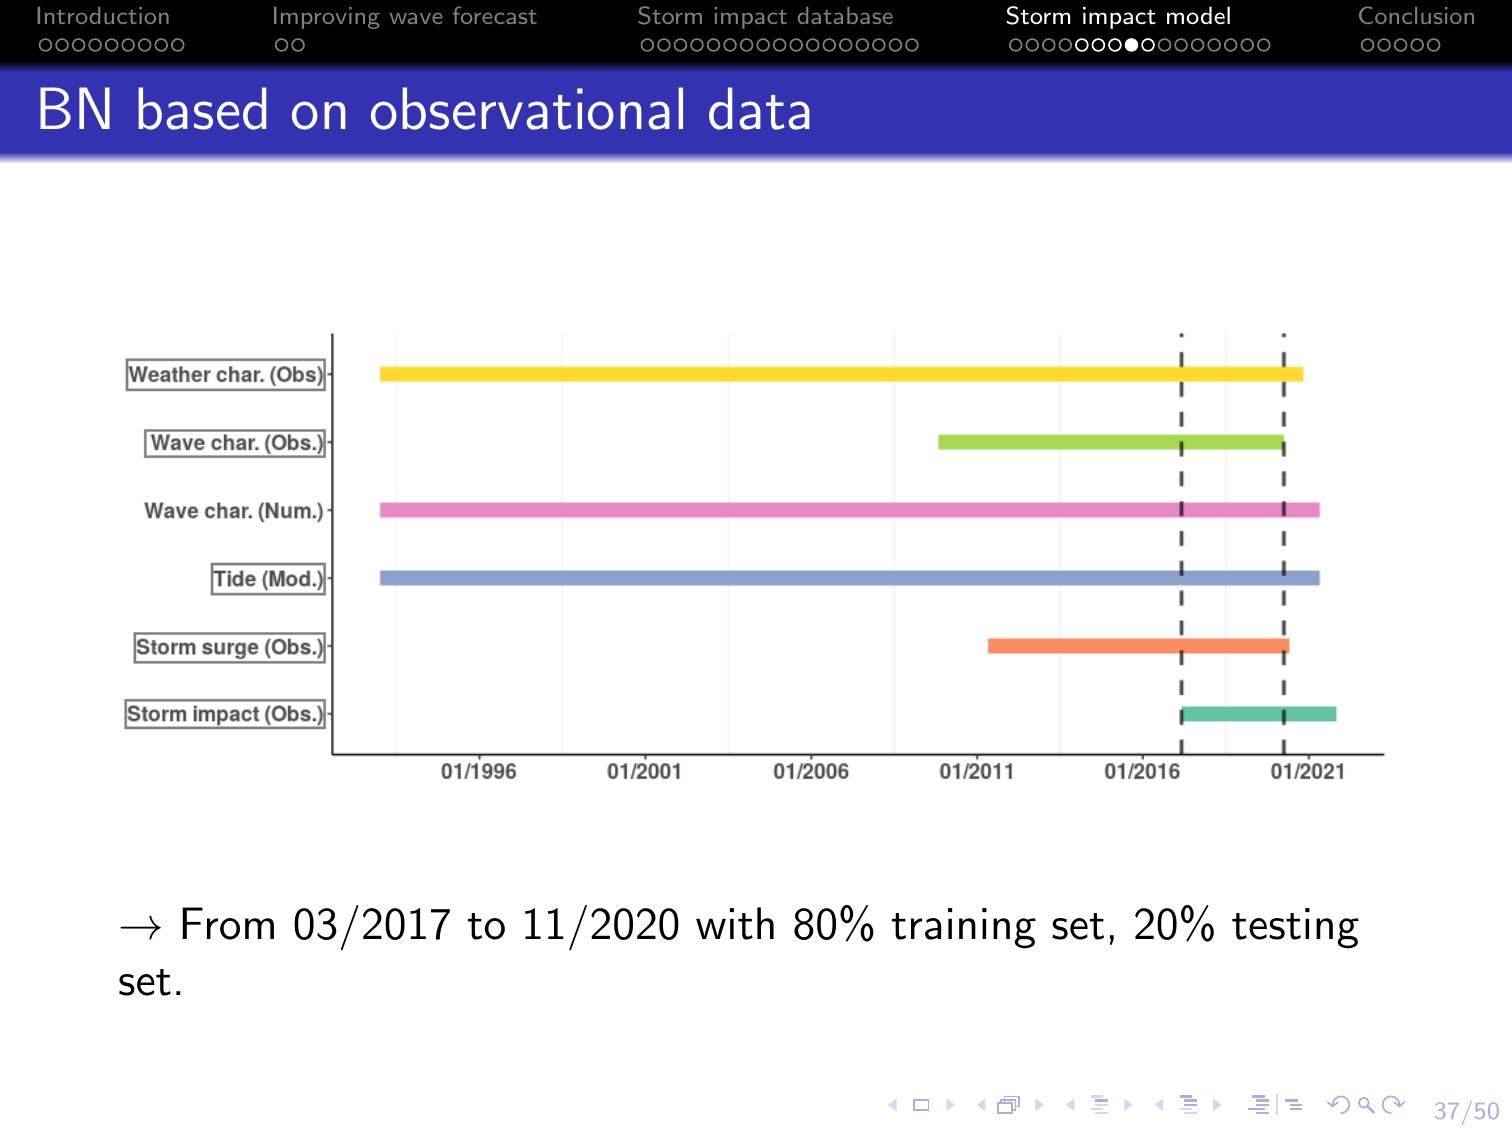 Introduction Improving wave forecast Storm impact database Storm impact model Conclusion
BN based on observational data
Weather char. (Obs)
Wave char. (Obs.)
Wave char. (Num.)
Tide (Mod.)
Storm surge (Obs.)
Storm impact (Obs.)
01/1996 01/2001 01/2006 01/2011 01/2016 01/2021
→ From 03/2017 to 11/2020 with 80% training set, 20% testing
set.
37/50